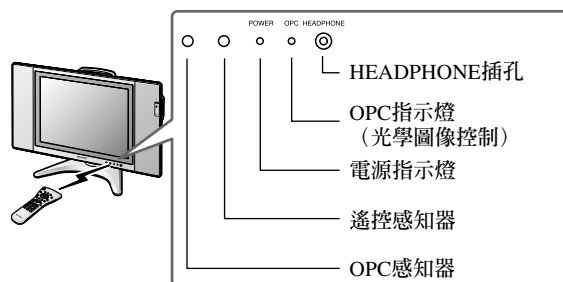 POWER OPC HEADPHONE
HEADPHONE插孔
OPC指示燈
（光學圖像控制）
電源指示燈
遙控感知器
OPC感知器